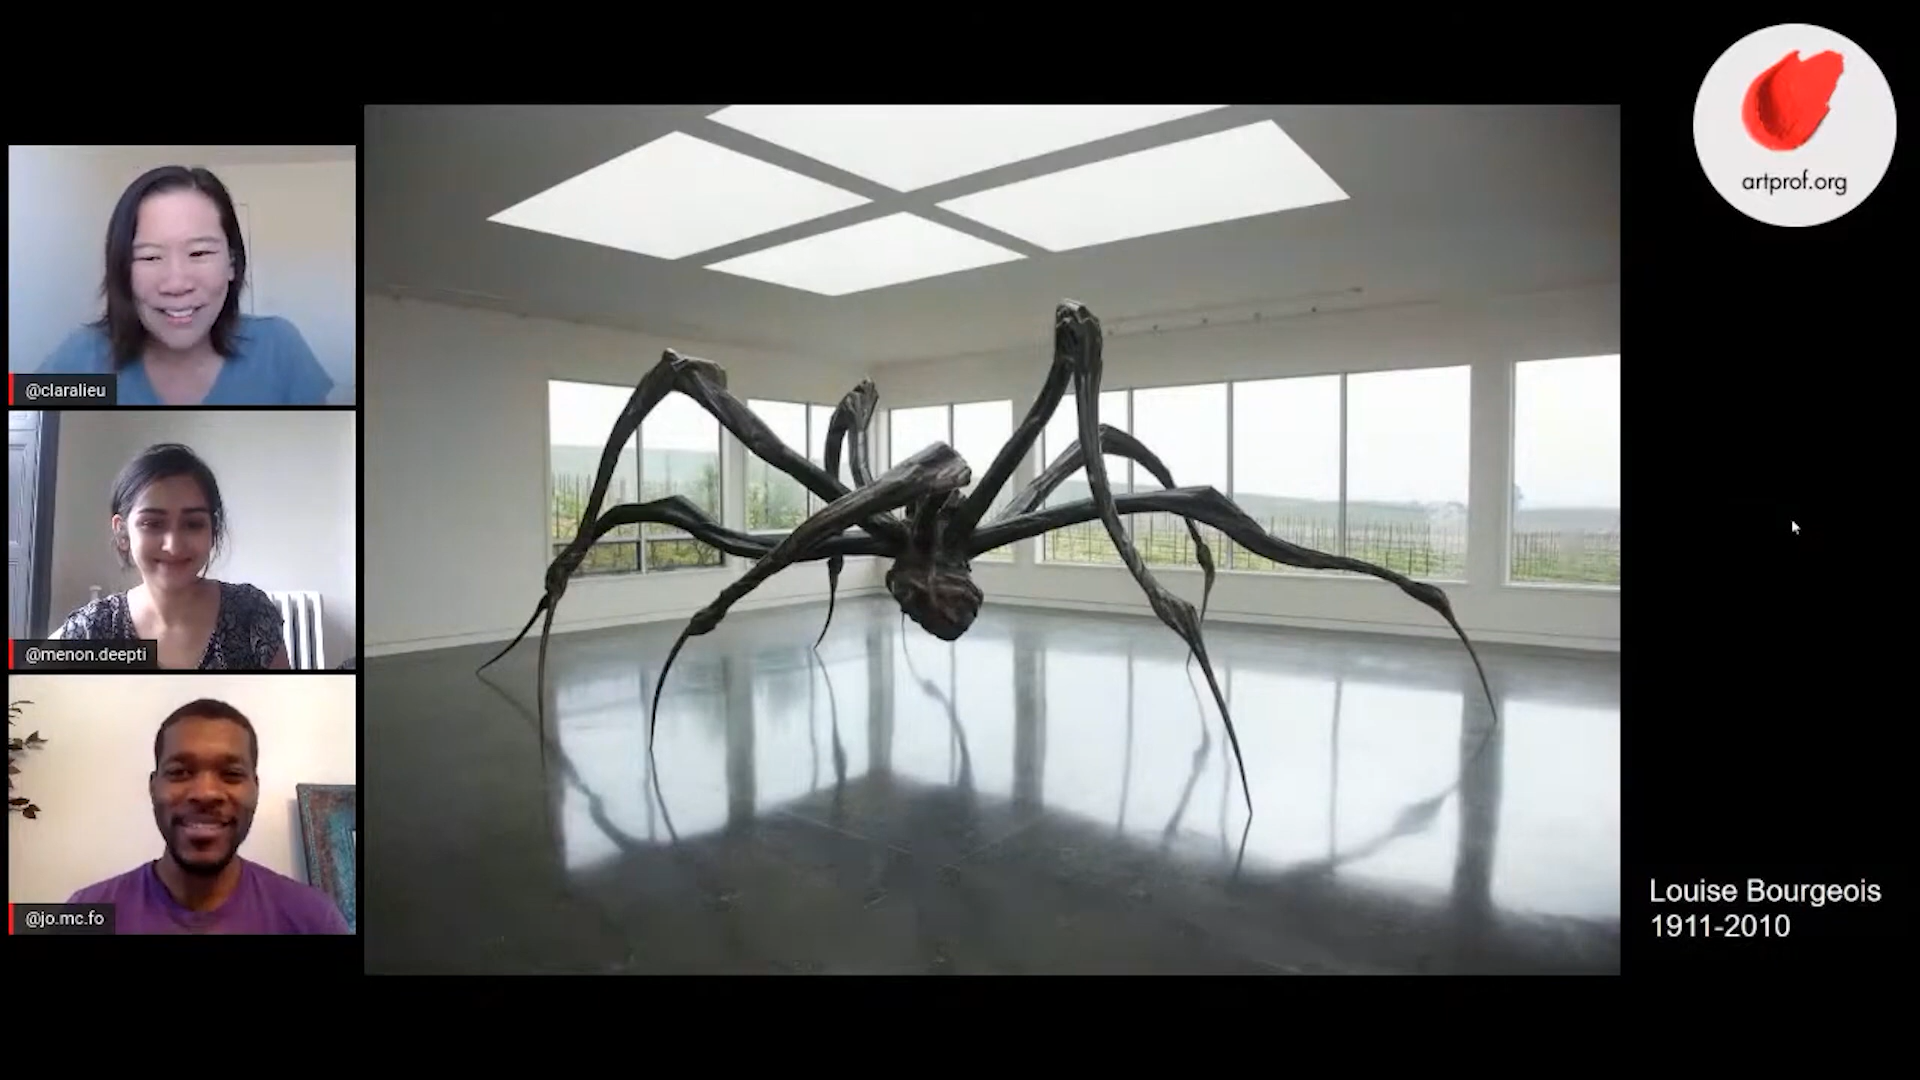 artprof.org
@claralieu
@menon.deepti
@jo.mc.fo
Louise Bourgeois
1911-2010